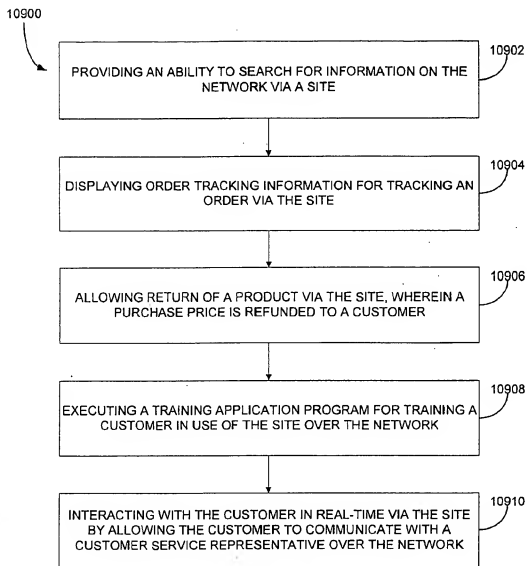 10900
10902
PROVIDING AN ABILITY TO SEARCH FOR INFORMATION ON THE
NETWORK VIA A SITE
10904
DISPLAYING ORDER TRACKING INFORMATION FOR TRACKING AN
ORDER VIA THE SITE
10906
ALLOWING RETURN OF A PRODUCT VIA THE SITE, WHEREIN A
PURCHASE PRICE IS REFUNDED TO A CUSTOMER
10908
EXECUTING A TRAINING APPLICATION PROGRAM FOR TRAINING A
CUSTOMER IN USE OF THE SITE OVER THE NETWORK
10910
INTERACTING WITH THE CUSTOMER IN REAL-TIME VIA THE SITE
BY ALLOWING THE CUSTOMER TO COMMUNICATE WITH A
CUSTOMER SERVICE REPRESENTATIVE OVER THE NETWORK.